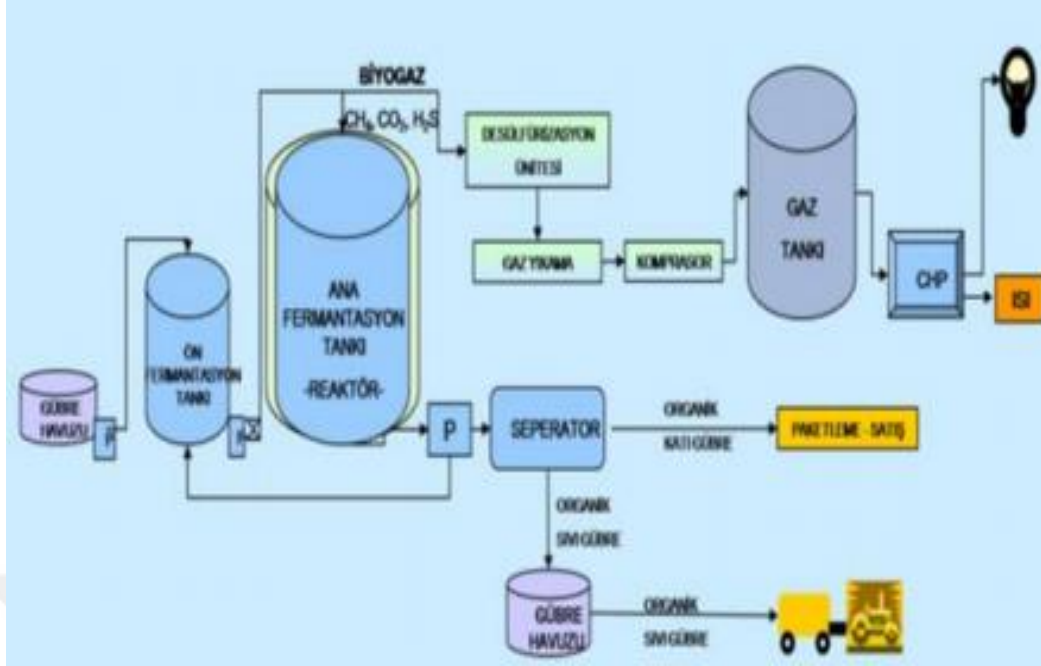 BİYOGAZ
CH₄, CO₂, H₂S
DESÜLFÜRİZASYON
ÜNİTESİ
GAZ YIKAMA
KOMPRASOR
GAZ
TANKI
CHP
ISI
ANA
FERMANTASYON
TANKI
-REAKTÖR-
ÖN
FERMANTASYON
TANKI
GÜBRE
HAVUZU
P
P
P
SEPERATOR
ORGANİK
KATI GÜBRE
PAKETLEME - SATIŞ
ORGANİK
SIVI GÜBRE
GÜBRE
HAVUZU
ORGANİK
SIVI GÜBRE